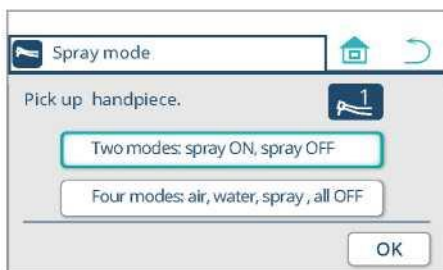 Spray mode
Pick up handpiece.
1
Two modes: spray ON, spray OFF
Four modes: air, water, spray , all OFF
OK